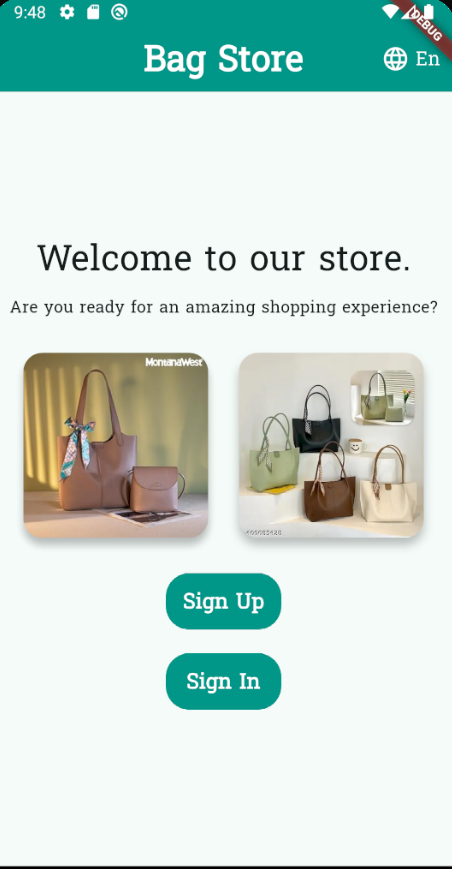 9:48
DEBUG
Bag Store
En
Welcome to our store.
Are you ready for an amazing shopping experience?
MontanaWest
Sign Up
Sign In